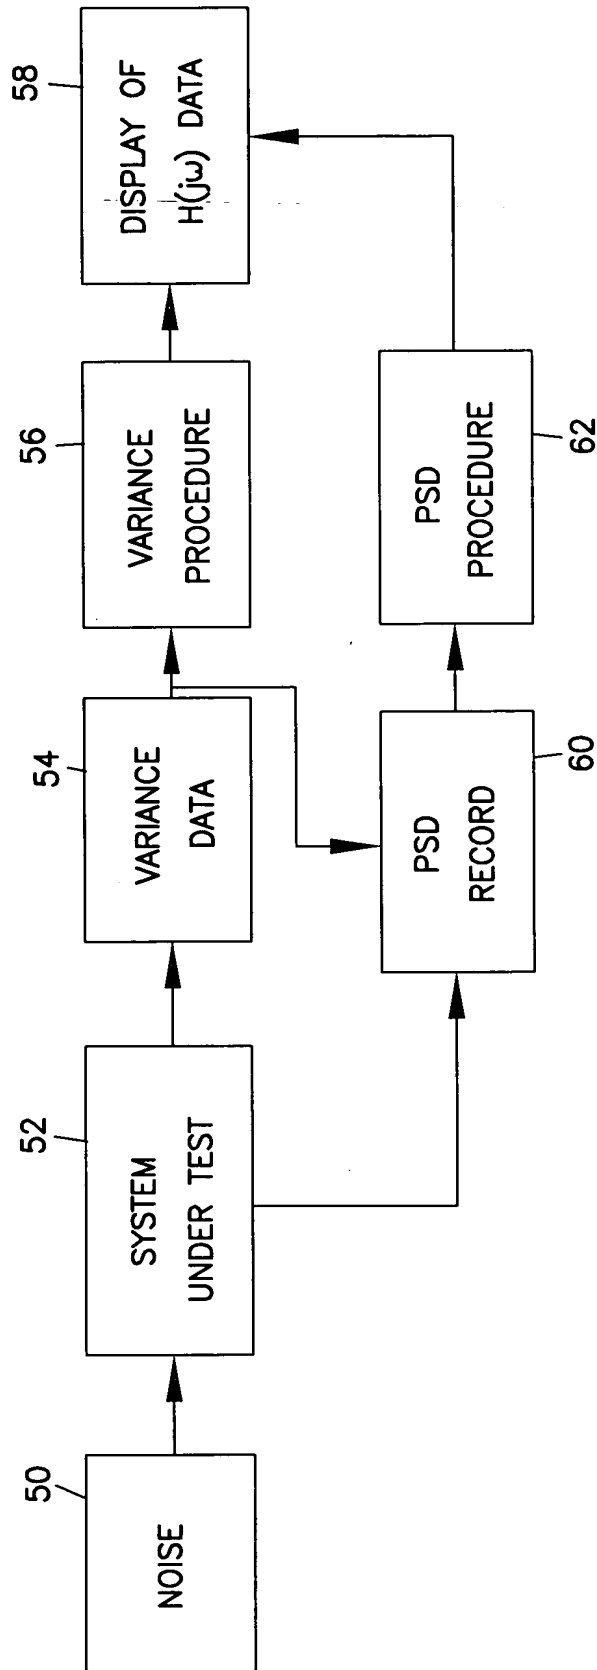 50
NOISE
52
SYSTEM
UNDER TEST
54
VARIANCE
DATA
56
VARIANCE
PROCEDURE
58
DISPLAY OF
H(jω) DATA
60
PSD
RECORD
62
PSD
PROCEDURE